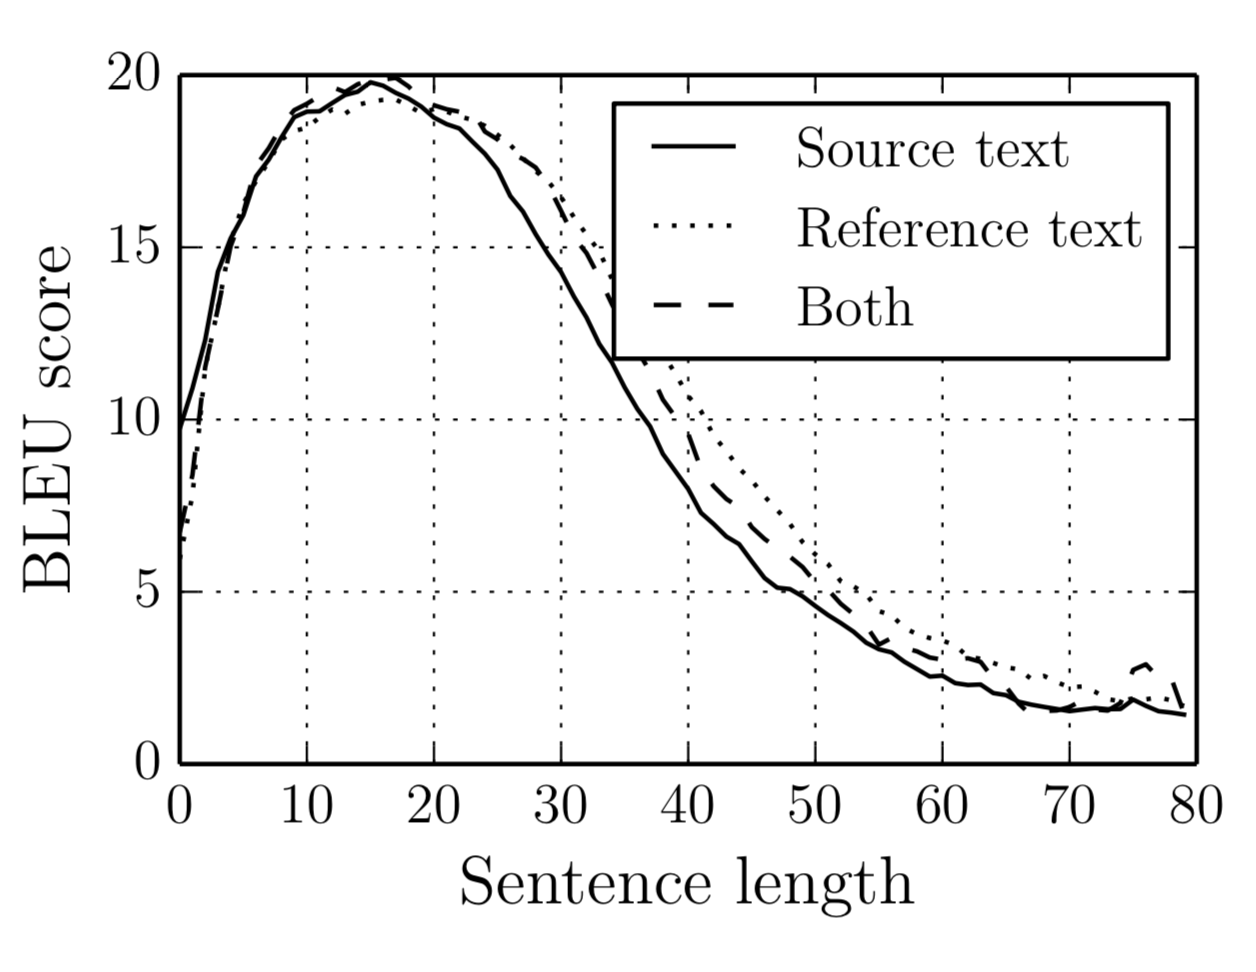 20
15
10
5
0
BLEU score
Source text
Reference text
Both
0 10 20 30 40 50 60 70 80
Sentence length